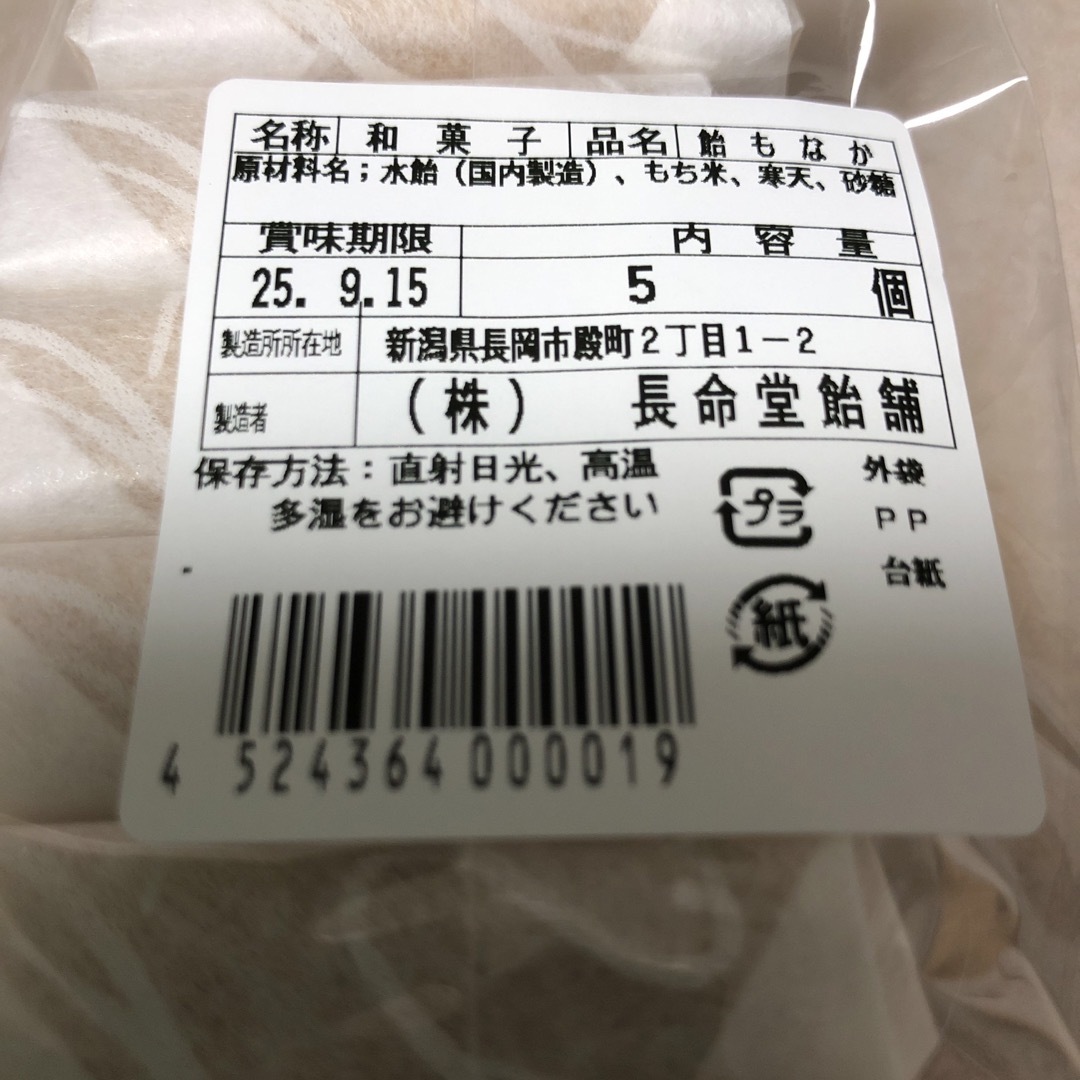 名称 和菓子 品名 飴もなか
原材料名；水飴（国内製造）、もち米、寒天、砂糖
賞味期限 内容量
25. 9.15 5 個
製造所所在地 新潟県長岡市殿町２丁目１－２
製造者 （株） 長命堂飴舗
保存方法：直射日光、高温
多湿をお避けください
プラ 外袋
PP
台紙
紙
4 524364 000019